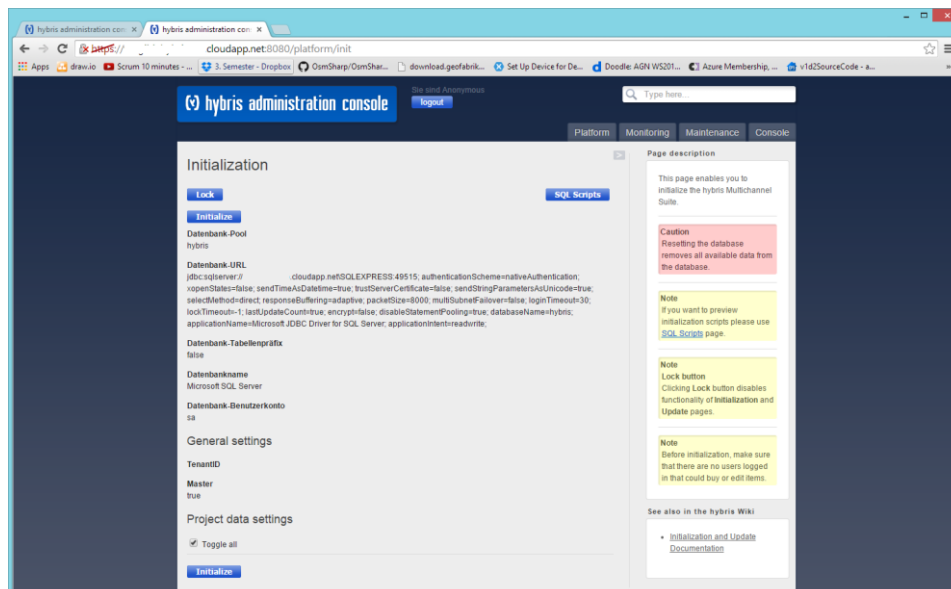 hybris administration con
hybris administration con
https://
cloudapp.net:8080/platform/init
Apps
draw.io
Scrum 10 minutes - ...
3. Semester - Dropbox
OsmSharp/OsmShar...
download.geofabrik...
Set Up Device for De...
Doodle: AGN WS201...
Azure Membership, ...
v1d2SourceCode - a...
hybris administration console
Sie sind Anonymous
logout
Type here...
Platform
Monitoring
Maintenance
Console
Initialization
Lock
SQL Scripts
Initialize
Datenbank-Pool
hybris
Datenbank-URL
jdbc:sqlserver:// .cloudapp.net\SQLEXPRESS:49515; authenticationScheme=nativeAuthentication;
xopenStates=false; sendTimeAsDatetime=true; trustServerCertificate=false; sendStringParametersAsUnicode=true;
selectMethod=direct; responseBuffering=adaptive; packetSize=8000; multiSubnetFailover=false; loginTimeout=30;
lockTimeout=-1; lastUpdateCount=true; encrypt=false; disableStatementPooling=true; databaseName=hybris;
applicationName=Microsoft JDBC Driver for SQL Server; applicationIntent=readwrite;
Datenbank-Tabellenpräfix
false
Datenbankname
Microsoft SQL Server
Datenbank-Benutzerkonto
sa
General settings
TenantID
Master
true
Project data settings
Toggle all
Initialize
Page description
This page enables you to
initialize the hybris Multichannel
Suite.
Caution
Resetting the database
removes all available data from
the database.
Note
If you want to preview
initialization scripts please use
SQL Scripts page.
Note
Lock button
Clicking Lock button disables
functionality of Initialization and
Update pages.
Note
Before initialization, make sure
that there are no users logged
in that could buy or edit items.
See also in the hybris Wiki
Initialization and Update
Documentation